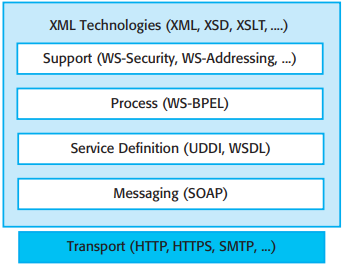 XML Technologies (XML, XSD, XSLT, ....)
Support (WS-Security, WS-Addressing, ...)
Process (WS-BPEL)
Service Definition (UDDI, WSDL)
Messaging (SOAP)
Transport (HTTP, HTTPS, SMTP, ...)